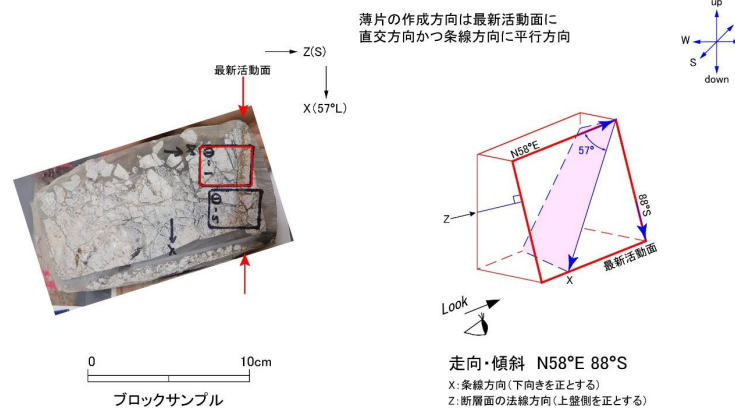 薄片の作成方向は最新活動面に
直交方向かつ条線方向に平行方向
up
W
S
down
Z(S)
最新活動面
X(57°L)
①-1
①-2
X
N58°E
57°
88°S
Z
最新活動面
X
Look
0
10cm
ブロックサンプル
走向・傾斜 N58°E 88°S
X:条線方向(下向きを正とする)
Z:断層面の法線方向(上盤側を正とする)